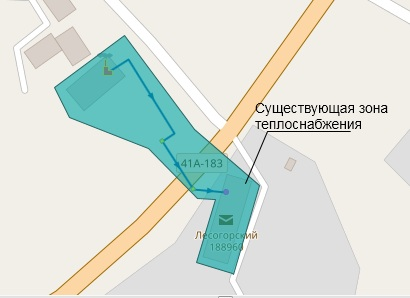 Существующая зона
теплоснабжения
41А-183
Лесогорский
188960